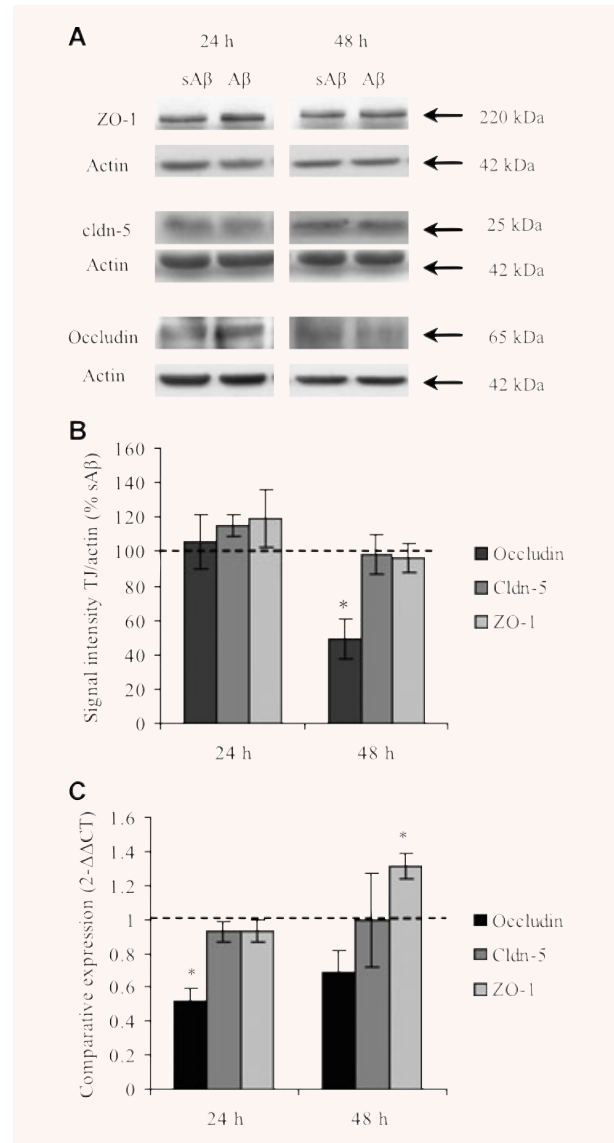 A
24 h 48 h
sAβ Aβ sAβ Aβ
ZO-1 220 kDa
Actin 42 kDa
cldn-5 25 kDa
Actin 42 kDa
Occludin 65 kDa
Actin 42 kDa
B
Signal intensity TJ/actin (% sAβ)
160
140
120
100
80
60
40
20
0
*
24 h 48 h
Occludin
Cldn-5
ZO-1
C
Comparative expression (2-ΔΔCT)
1.6
1.4
1.2
1
0.8
0.6
0.4
0.2
0
*
*
24 h 48 h
Occludin
Cldn-5
ZO-1